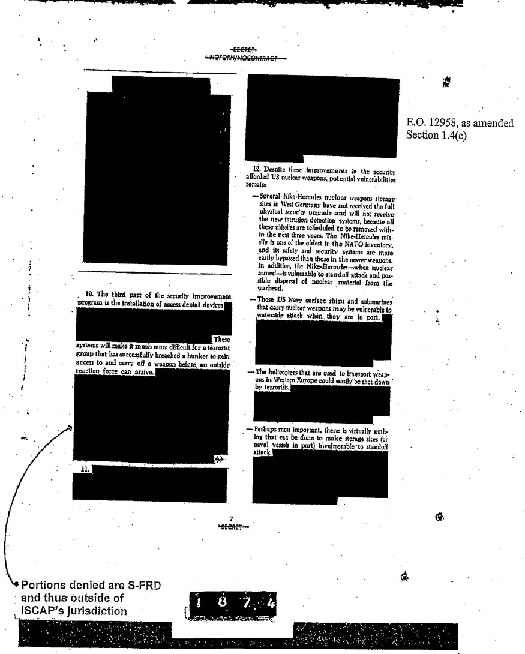 SECRET
NOFORN/NOCONTRACT
E.O. 12958, as amended
Section 1.4(c)
10. The third part of the security improvement
program is the installation of access denial devices
These
systems will make it much more difficult for a terrorist
group that has successfully breached a bunker to gain
access to and carry off a weapon before an outside
reaction force can arrive.
11.
12. Despite these improvements in the security
afforded US nuclear weapons, potential vulnerabilities
remain:
—Several Nike-Hercules nuclear weapons storage
sites in West Germany have not received the full
physical security upgrade and will not receive
the new intrusion detection systems, because all
these missiles are scheduled to be removed with-
in the next three years. The Nike-Hercules mis-
sile is one of the oldest in the NATO inventory,
and its safety and security systems are more
easily bypassed than those in the newer weapons.
In addition, the Nike-Hercules—when nuclear
armed—is vulnerable to standoff attack and pos-
sible dispersal of nuclear material from the
warhead.
—Those US Navy surface ships and submarines
that carry nuclear weapons may be vulnerable to
waterside attack when they are in port.
—The helicopters that are used to transport weap-
ons in Western Europe could easily be shot down
by terrorists.
—Perhaps most important, there is virtually noth-
ing that can be done to make storage sites (or
naval vessels in port) invulnerable to standoff
attack.
7
SECRET
Portions denied are S-FRD
and thus outside of
ISCAP's jurisdiction
1874